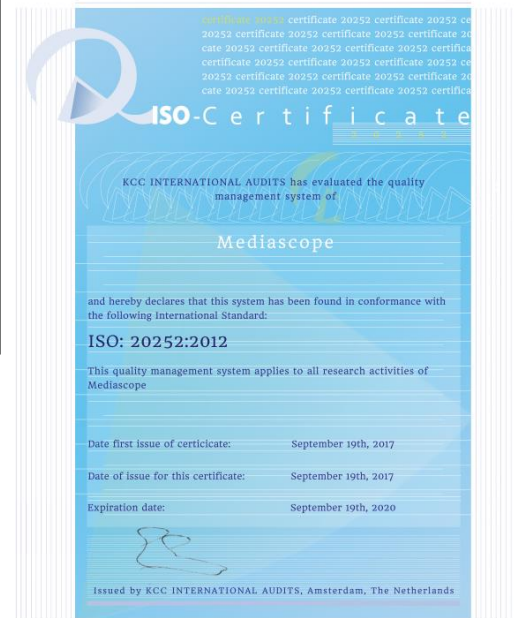 certificate 20252 certificate 20252 certificate 20252 ce
20252 certificate 20252 certificate 20252 certificate 20
cate 20252 certificate 20252 certificate 20252 certifica
certificate 20252 certificate 20252 certificate 20252 ce
20252 certificate 20252 certificate 20252 certificate 20
cate 20252 certificate 20252 certificate 20252 certifica
ISO-Certificate
20252
KCC INTERNATIONAL AUDITS has evaluated the quality
management system of
Mediascope
and hereby declares that this system has been found in conformance with
the following International Standard:
ISO: 20252:2012
This quality management system applies to all research activities of
Mediascope
Date first issue of certicicate: September 19th, 2017
Date of issue for this certificate: September 19th, 2017
Expiration date: September 19th, 2020
Issued by KCC INTERNATIONAL AUDITS, Amsterdam, The Netherlands